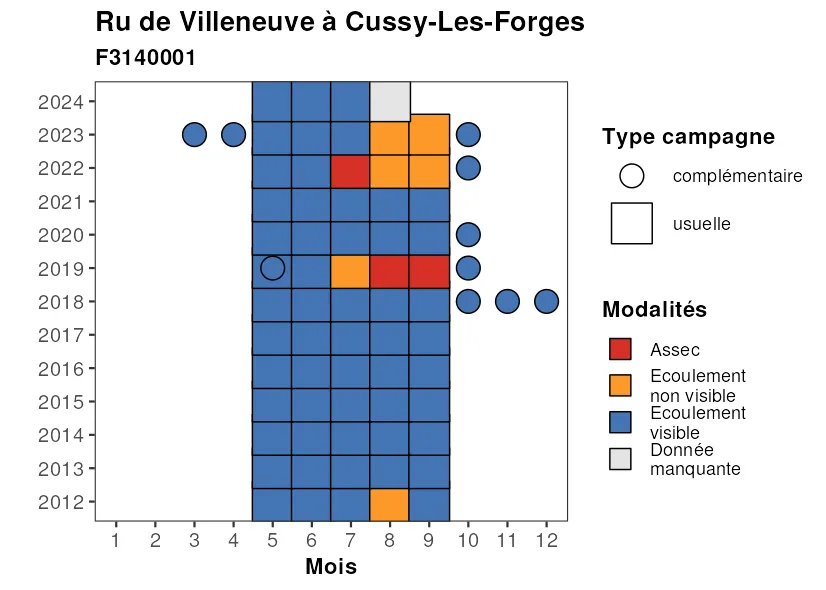 Ru de Villeneuve à Cussy-Les-Forges
F3140001
2024
2023
2022
2021
2020
2019
2018
2017
2016
2015
2014
2013
2012
1 2 3 4 5 6 7 8 9 10 11 12
Mois
Type campagne
complémentaire
usuelle
Modalités
Assec
Ecoulement
non visible
Ecoulement
visible
Donnée
manquante